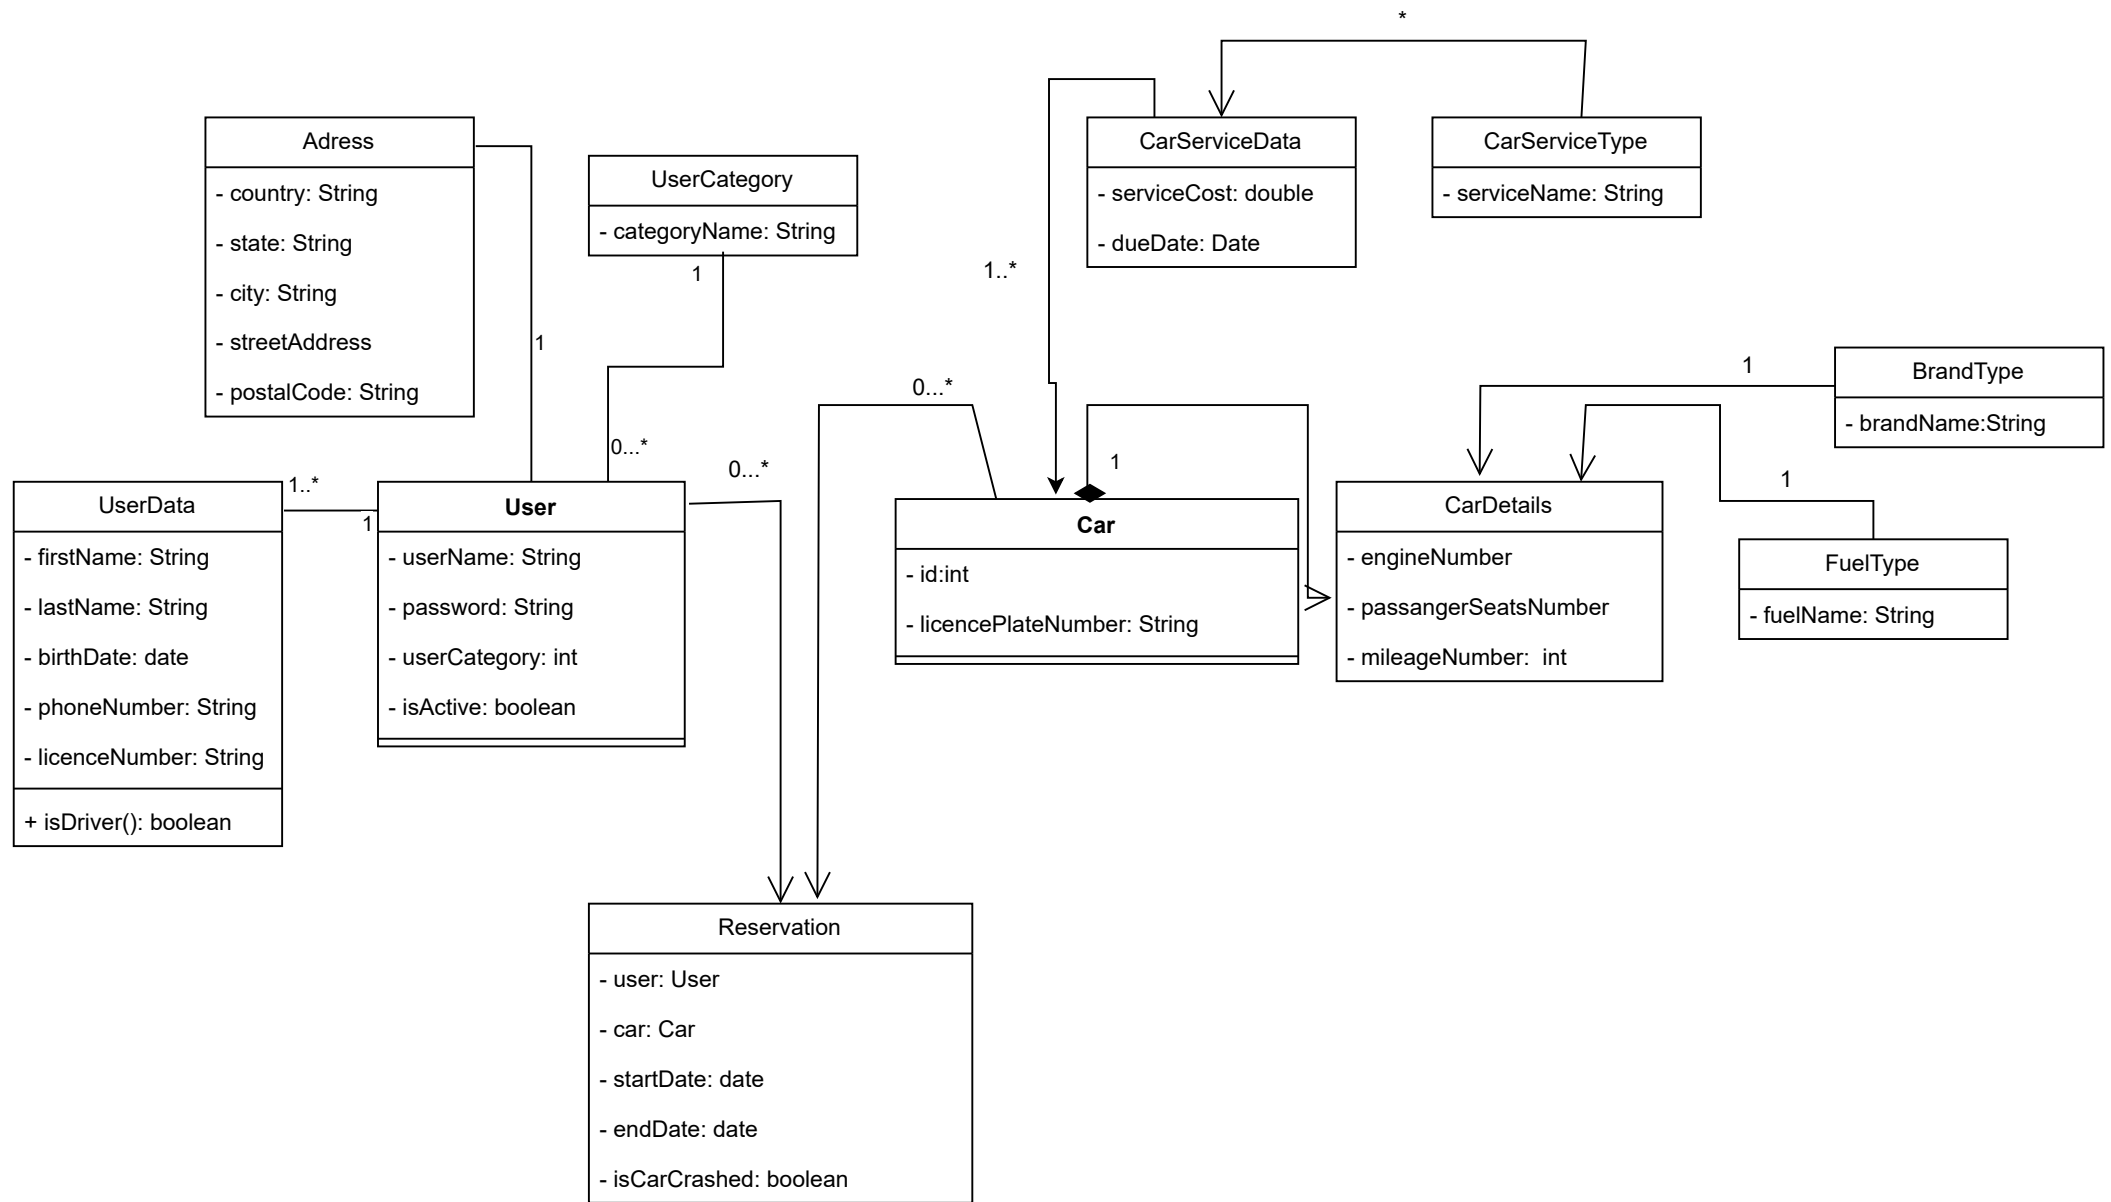 *
Adress
- country: String
- state: String
- city: String
- streetAddress
- postalCode: String
1
UserCategory
- categoryName: String
1
0...*
CarServiceData
- serviceCost: double
- dueDate: Date
CarServiceType
- serviceName: String
1..*
BrandType
- brandName:String
1
FuelType
- fuelName: String
1
UserData
- firstName: String
- lastName: String
- birthDate: date
- phoneNumber: String
- licenceNumber: String
+ isDriver(): boolean
1..*
1
User
- userName: String
- password: String
- userCategory: int
- isActive: boolean
0...*
0...*
Car
- id:int
- licencePlateNumber: String
1
CarDetails
- engineNumber
- passangerSeatsNumber
- mileageNumber:  int
Reservation
- user: User
- car: Car
- startDate: date
- endDate: date
- isCarCrashed: boolean